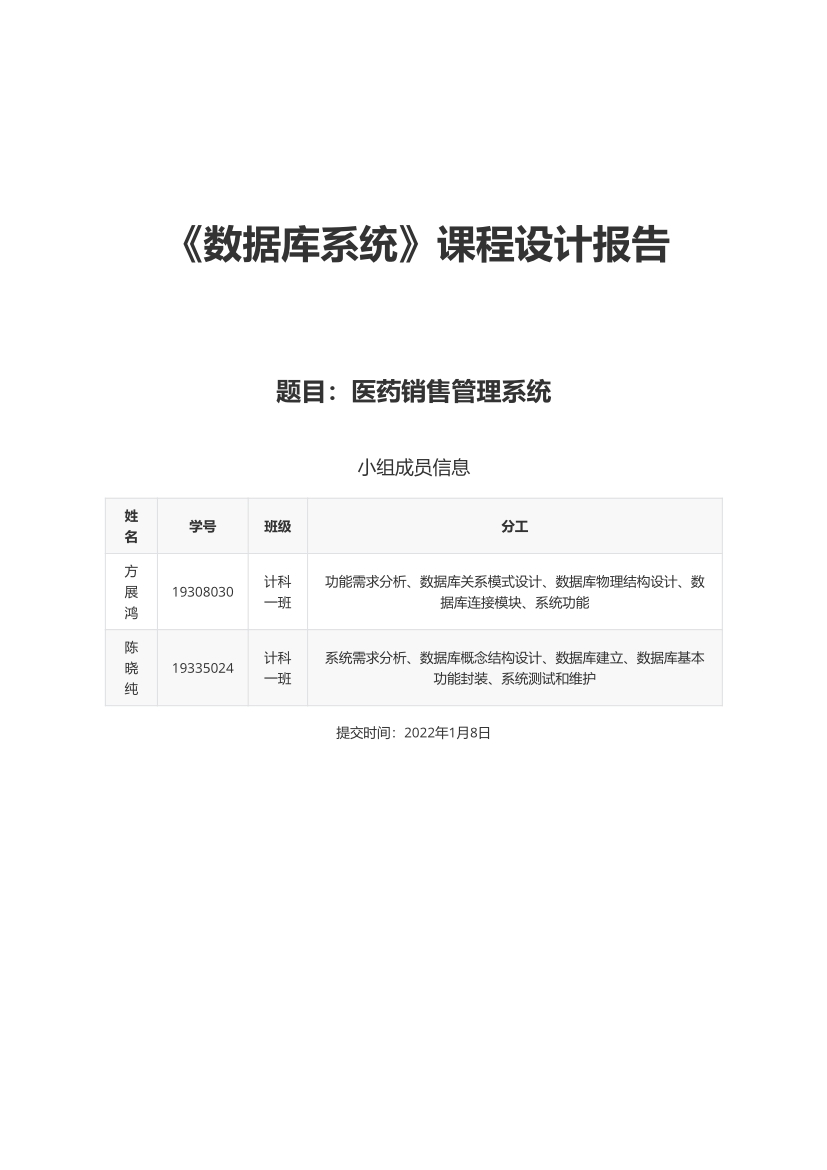 《数据库系统》课程设计报告
题目：医药销售管理系统
小组成员信息
姓名 学号 班级 分工
方展鸿 19308030 计科一班 功能需求分析、数据库关系模式设计、数据库物理结构设计、数据库连接模块、系统功能
陈晓纯 19335024 计科一班 系统需求分析、数据库概念结构设计、数据库建立、数据库基本功能封装、系统测试和维护
提交时间：2022年1月8日